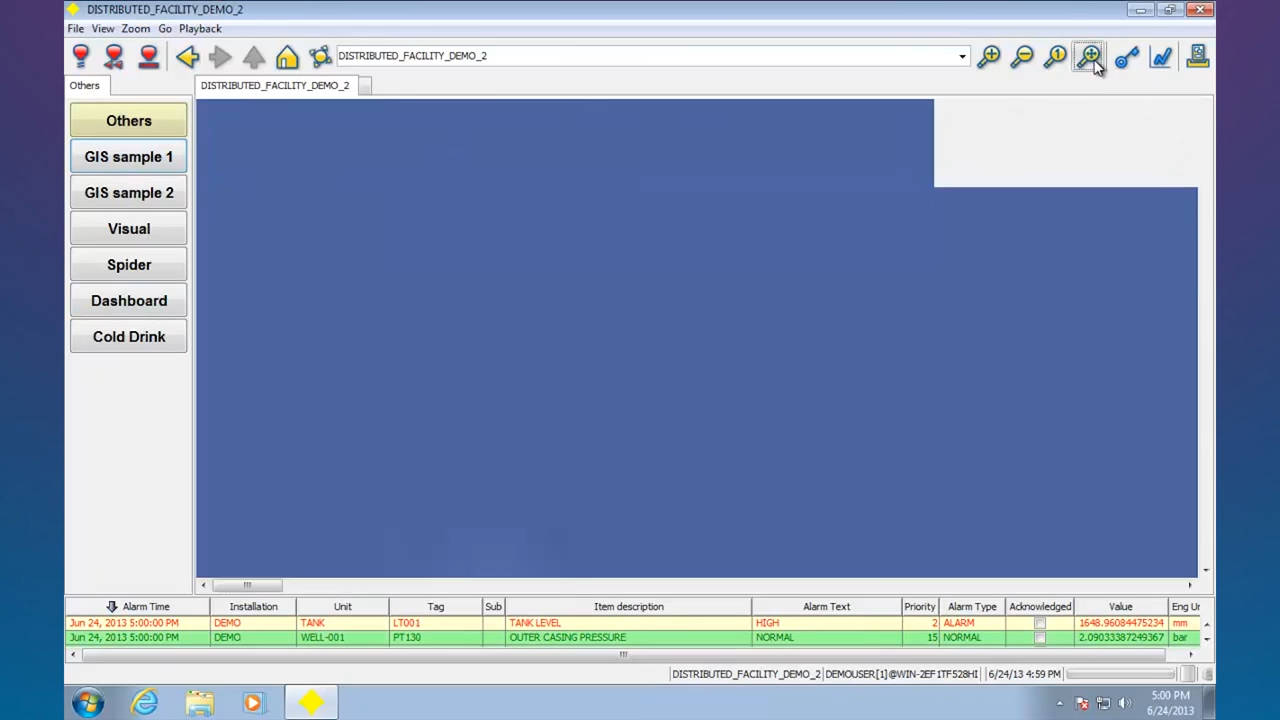 DISTRIBUTED_FACILITY_DEMO_2
File View Zoom Go Playback
DISTRIBUTED_FACILITY_DEMO_2
Others DISTRIBUTED_FACILITY_DEMO_2
Others
GIS sample 1
GIS sample 2
Visual
Spider
Dashboard
Cold Drink
Alarm Time Installation Unit Tag Sub Item description Alarm Text Priority Alarm Type Acknowledged Value Eng Ur
Jun 24, 2013 5:00:00 PM DEMO TANK LT001 TANK LEVEL HIGH 2 ALARM 1648.96084475234 mm
Jun 24, 2013 5:00:00 PM DEMO WELL-001 PT130 OUTER CASING PRESSURE NORMAL 15 NORMAL 2.09033387249367 bar
DISTRIBUTED_FACILITY_DEMO_2 DEMOUSER[1]@WIN-2EF1TF528HI 6/24/13 4:59 PM
5:00 PM
6/24/2013